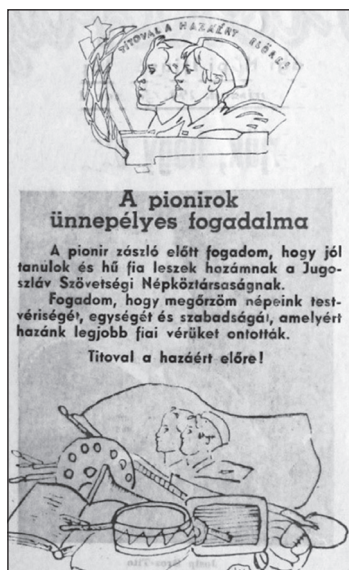 TITOVAL A HAZÁÉRT ELŐRE!
A pionirok
ünnepélyes fogadalma
A pionir zászló előtt fogadom, hogy jól
tanulok és hű fia leszek hazámnak a Jugo-
szláv Szövetségi Népköztársaságnak.
Fogadom, hogy megőrzöm népeink test-
vériségét, egységét és szabadságát, amelyért
hazánk legjobb fiai vérüket ontották.
Titoval a hazáért előre!